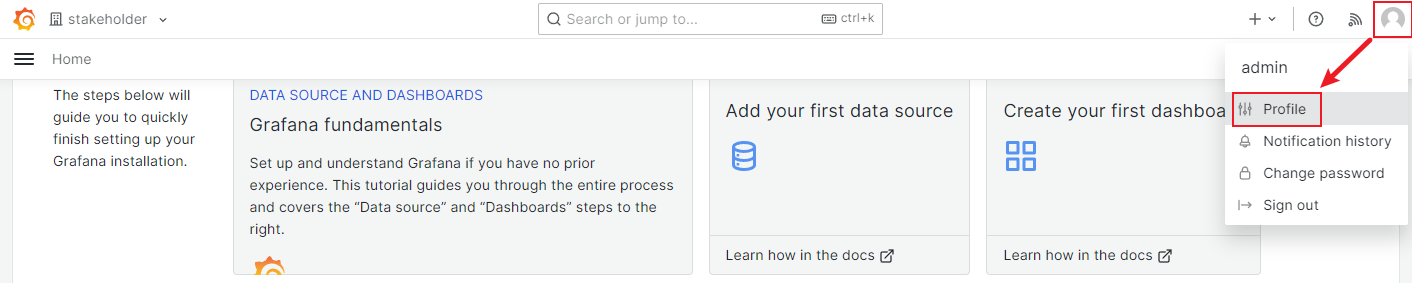 stakeholder
Search or jump to...
ctrl+k
Home
admin
Profile
Notification history
Change password
Sign out
The steps below will
guide you to quickly
finish setting up your
Grafana installation.
DATA SOURCE AND DASHBOARDS
Grafana fundamentals
Set up and understand Grafana if you have no prior
experience. This tutorial guides you through the entire process
and covers the “Data source” and “Dashboards” steps to the
right.
Add your first data source
Learn how in the docs
Create your first dashboa
Learn how in the docs